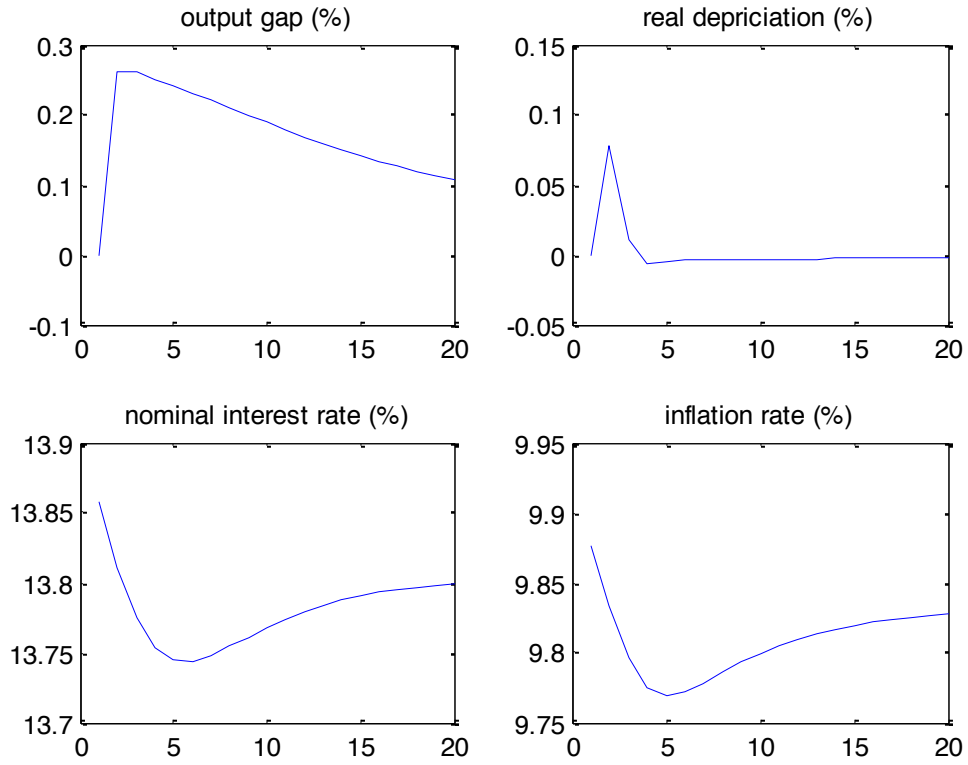 output gap (%)
0.3
0.2
0.1
0
-0.1
0 5 10 15 20
real depriciation (%)
0.15
0.1
0.05
0
-0.05
0 5 10 15 20
nominal interest rate (%)
13.9
13.85
13.8
13.75
13.7
0 5 10 15 20
inflation rate (%)
9.95
9.9
9.85
9.8
9.75
0 5 10 15 20